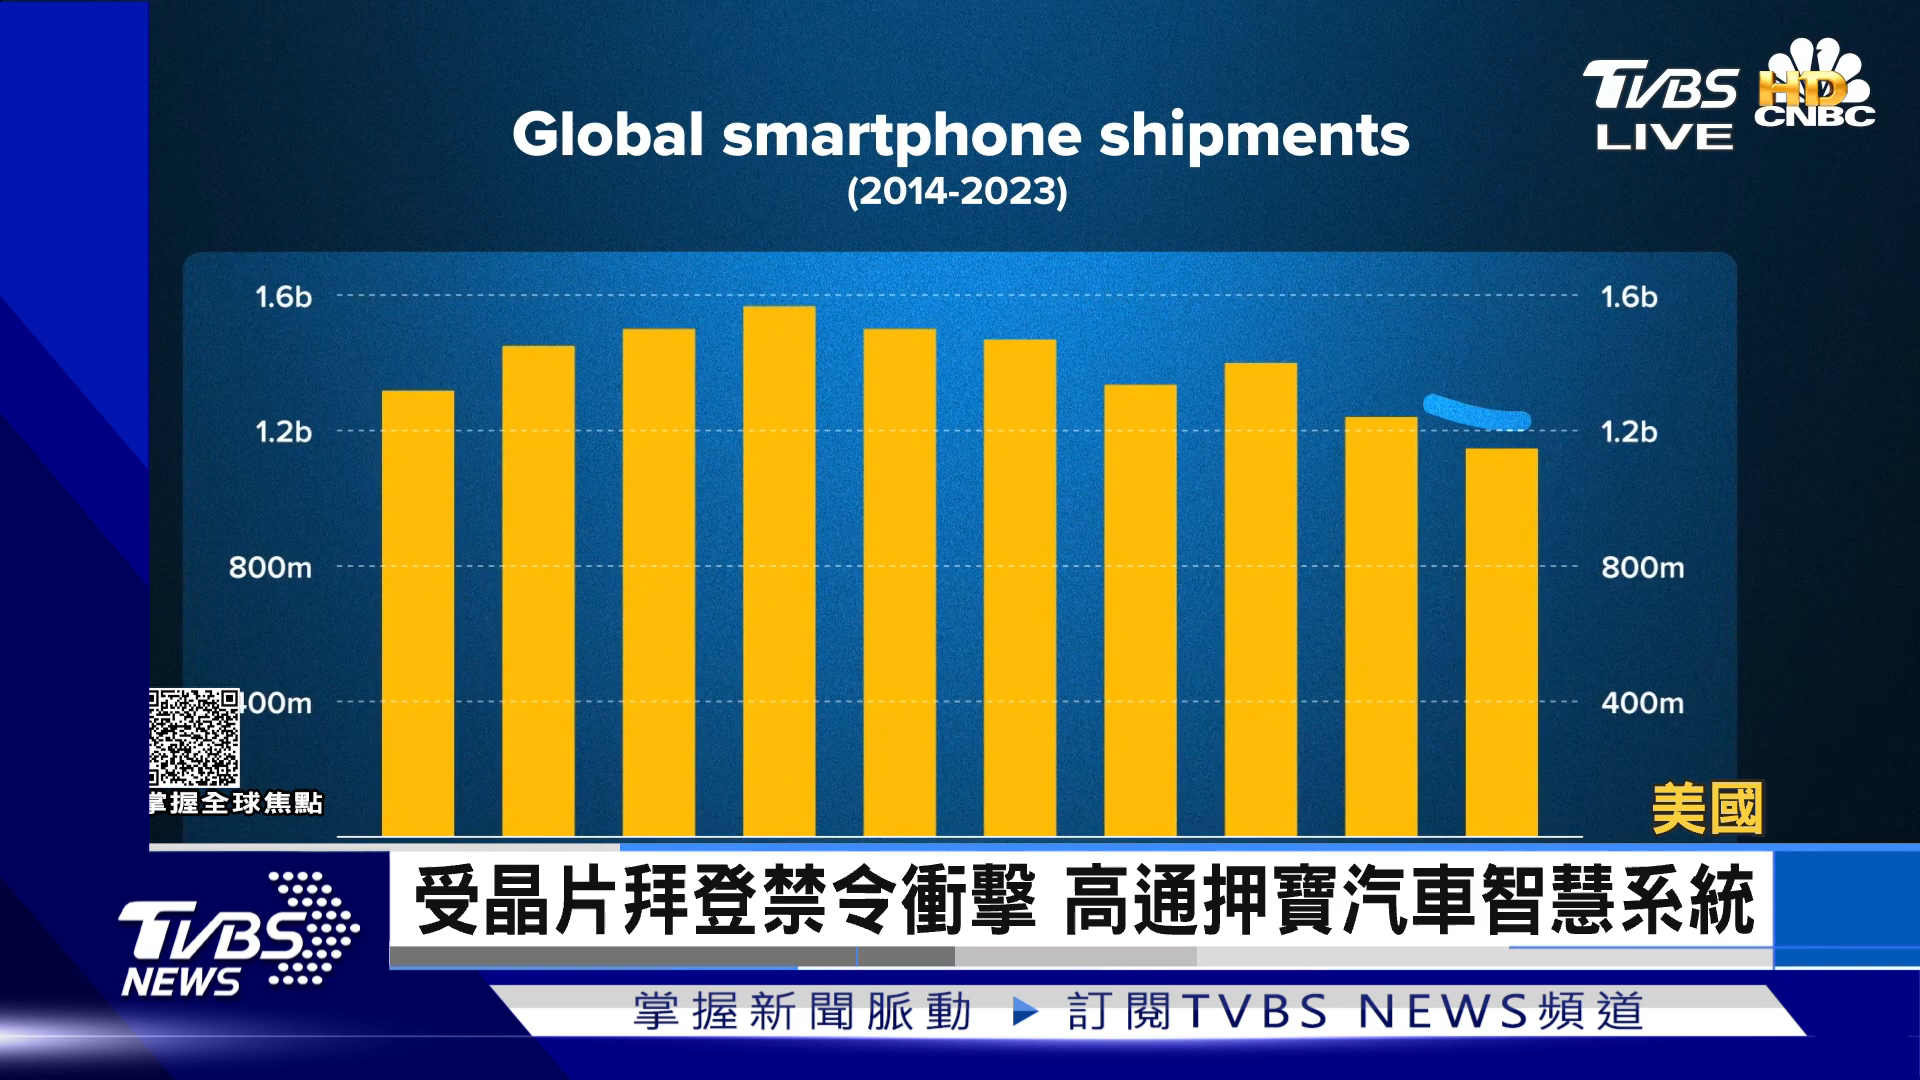 TVBS
LIVE
HD
CNBC
Global smartphone shipments
(2014-2023)
1.6b
1.6b
1.2b
1.2b
800m
800m
400m
400m
掌握全球焦點
美國
受晶片拜登禁令衝擊 高通押寶汽車智慧系統
TVBS
NEWS
掌握新聞脈動 訂閱TVBS NEWS頻道